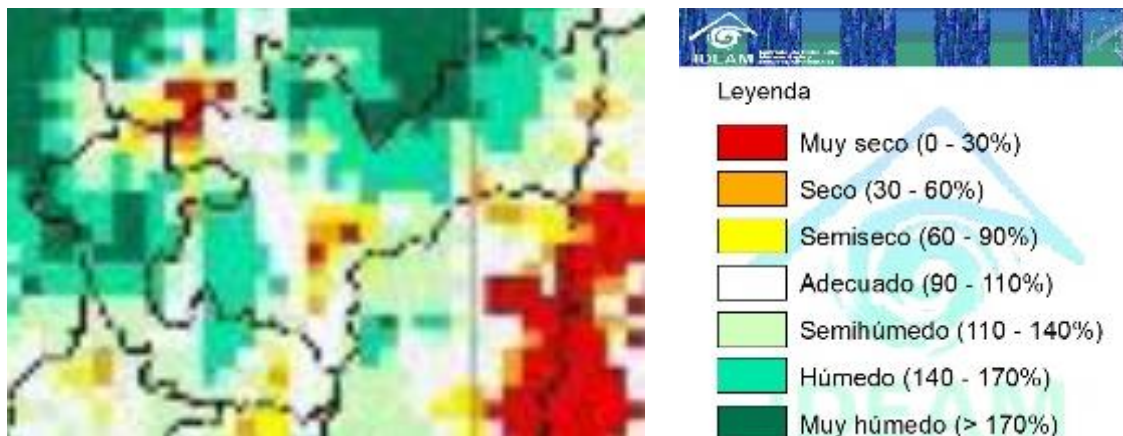 IDEAM
Leyenda
Muy seco (0 - 30%)
Seco (30 - 60%)
Semiseco (60 - 90%)
Adecuado (90 - 110%)
Semihúmedo (110 - 140%)
Húmedo (140 - 170%)
Muy húmedo (> 170%)
IDEAM